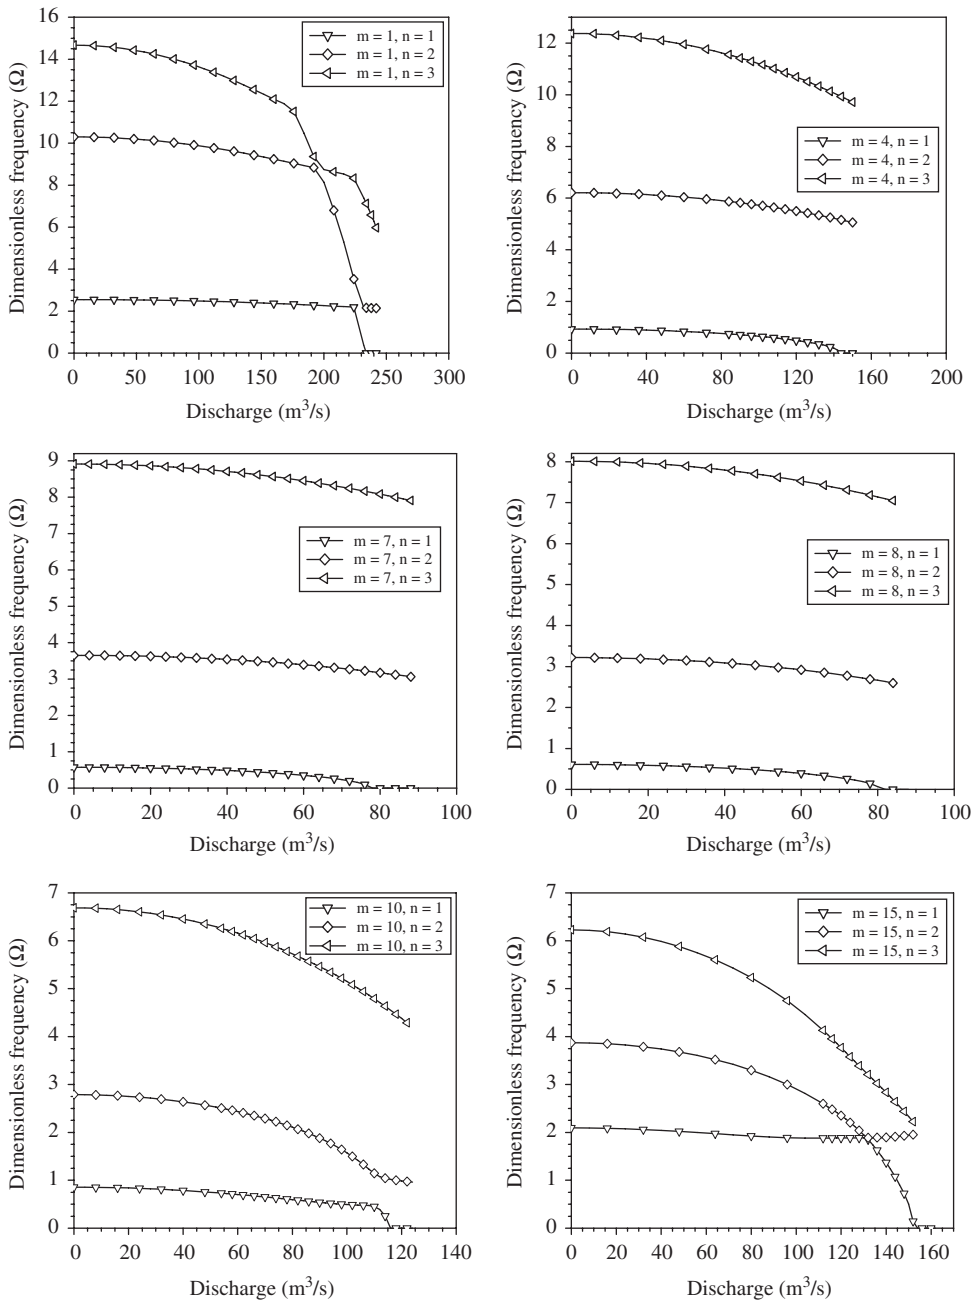 16
14
12
10
8
6
4
2
0
Dimensionless frequency (Ω)
m = 1, n = 1
m = 1, n = 2
m = 1, n = 3
0 50 100 150 200 250 300
Discharge (m³/s)
12
10
8
6
4
2
0
Dimensionless frequency (Ω)
m = 4, n = 1
m = 4, n = 2
m = 4, n = 3
0 40 80 120 160 200
Discharge (m³/s)
9
8
7
6
5
4
3
2
1
0
Dimensionless frequency (Ω)
m = 7, n = 1
m = 7, n = 2
m = 7, n = 3
0 20 40 60 80 100
Discharge (m³/s)
8
7
6
5
4
3
2
1
0
Dimensionless frequency (Ω)
m = 8, n = 1
m = 8, n = 2
m = 8, n = 3
0 20 40 60 80 100
Discharge (m³/s)
7
6
5
4
3
2
1
0
Dimensionless frequency (Ω)
m = 10, n = 1
m = 10, n = 2
m = 10, n = 3
0 20 40 60 80 100 120 140
Discharge (m³/s)
7
6
5
4
3
2
1
0
Dimensionless frequency (Ω)
m = 15, n = 1
m = 15, n = 2
m = 15, n = 3
0 20 40 60 80 100 120 140 160
Discharge (m³/s)